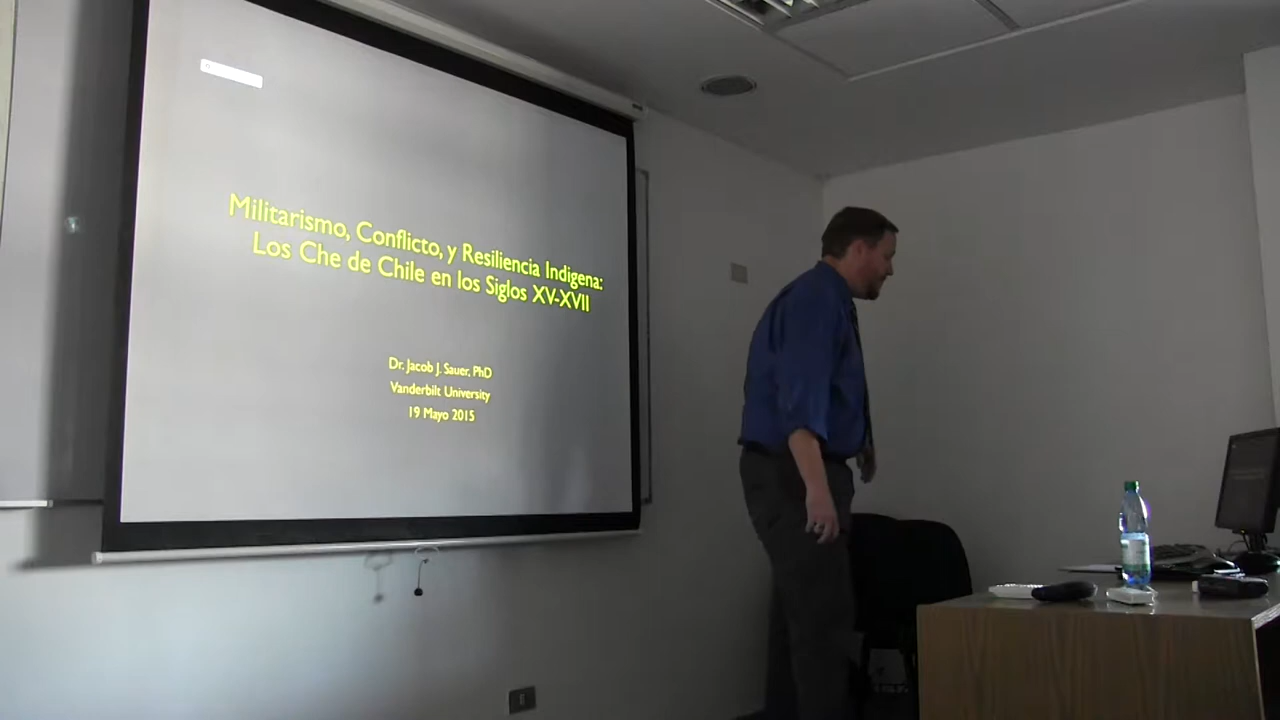 Militarismo, Conflicto, y Resiliencia Indigena:
Los Che de Chile en los Siglos XV-XVII
Dr. Jacob J. Sauer, PhD
Vanderbilt University
19 Mayo 2015